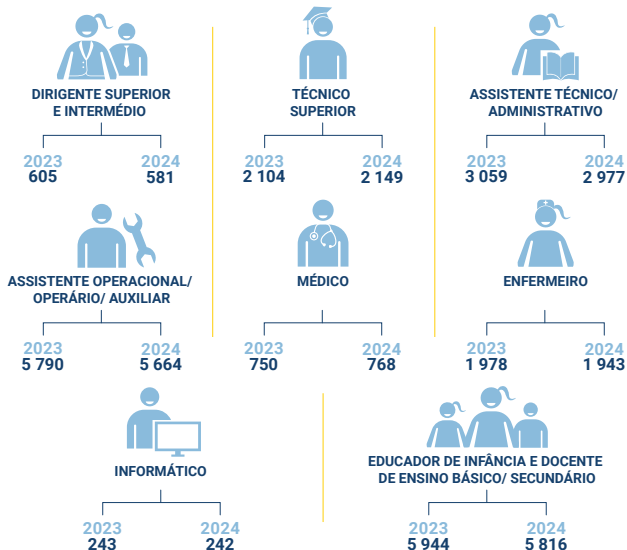 DIRIGENTE SUPERIOR
E INTERMÉDIO
2023
605
2024
581
TÉCNICO
SUPERIOR
2023
2 104
2024
2 149
ASSISTENTE TÉCNICO/
ADMINISTRATIVO
2023
3 059
2024
2 977
ASSISTENTE OPERACIONAL/
OPERÁRIO/ AUXILIAR
2023
5 790
2024
5 664
MÉDICO
2023
750
2024
768
ENFERMEIRO
2023
1 978
2024
1 943
INFORMÁTICO
2023
243
2024
242
EDUCADOR DE INFÂNCIA E DOCENTE
DE ENSINO BÁSICO/ SECUNDÁRIO
2023
5 944
2024
5 816